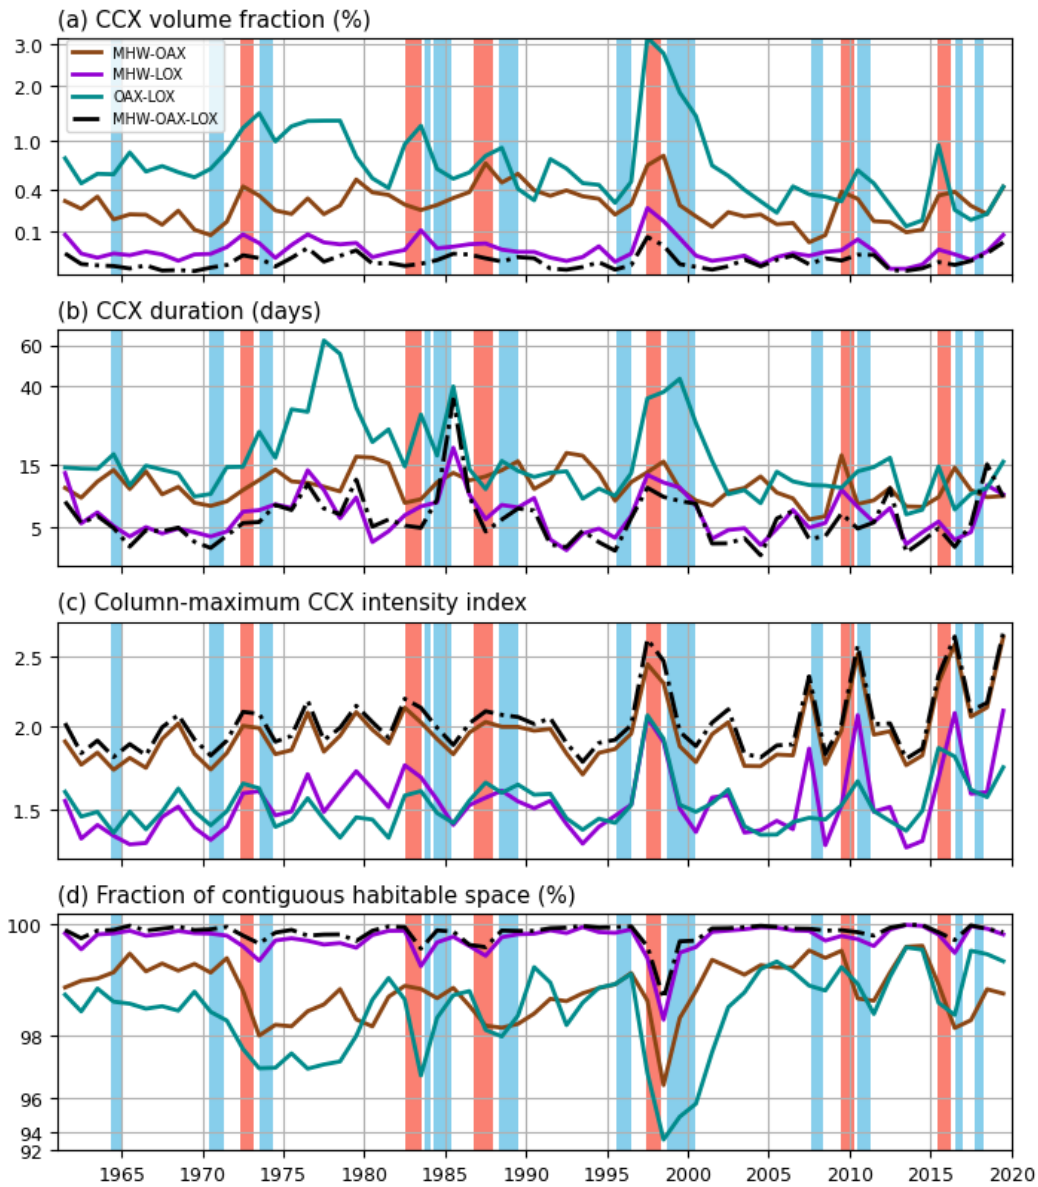 (a) CCX volume fraction (%)
3.0
2.0
1.0
0.4
0.1
MHW-OAX
MHW-LOX
OAX-LOX
MHW-OAX-LOX
(b) CCX duration (days)
60
40
15
5
(c) Column-maximum CCX intensity index
2.5
2.0
1.5
(d) Fraction of contiguous habitable space (%)
100
98
96
94
92
1965 1970 1975 1980 1985 1990 1995 2000 2005 2010 2015 2020